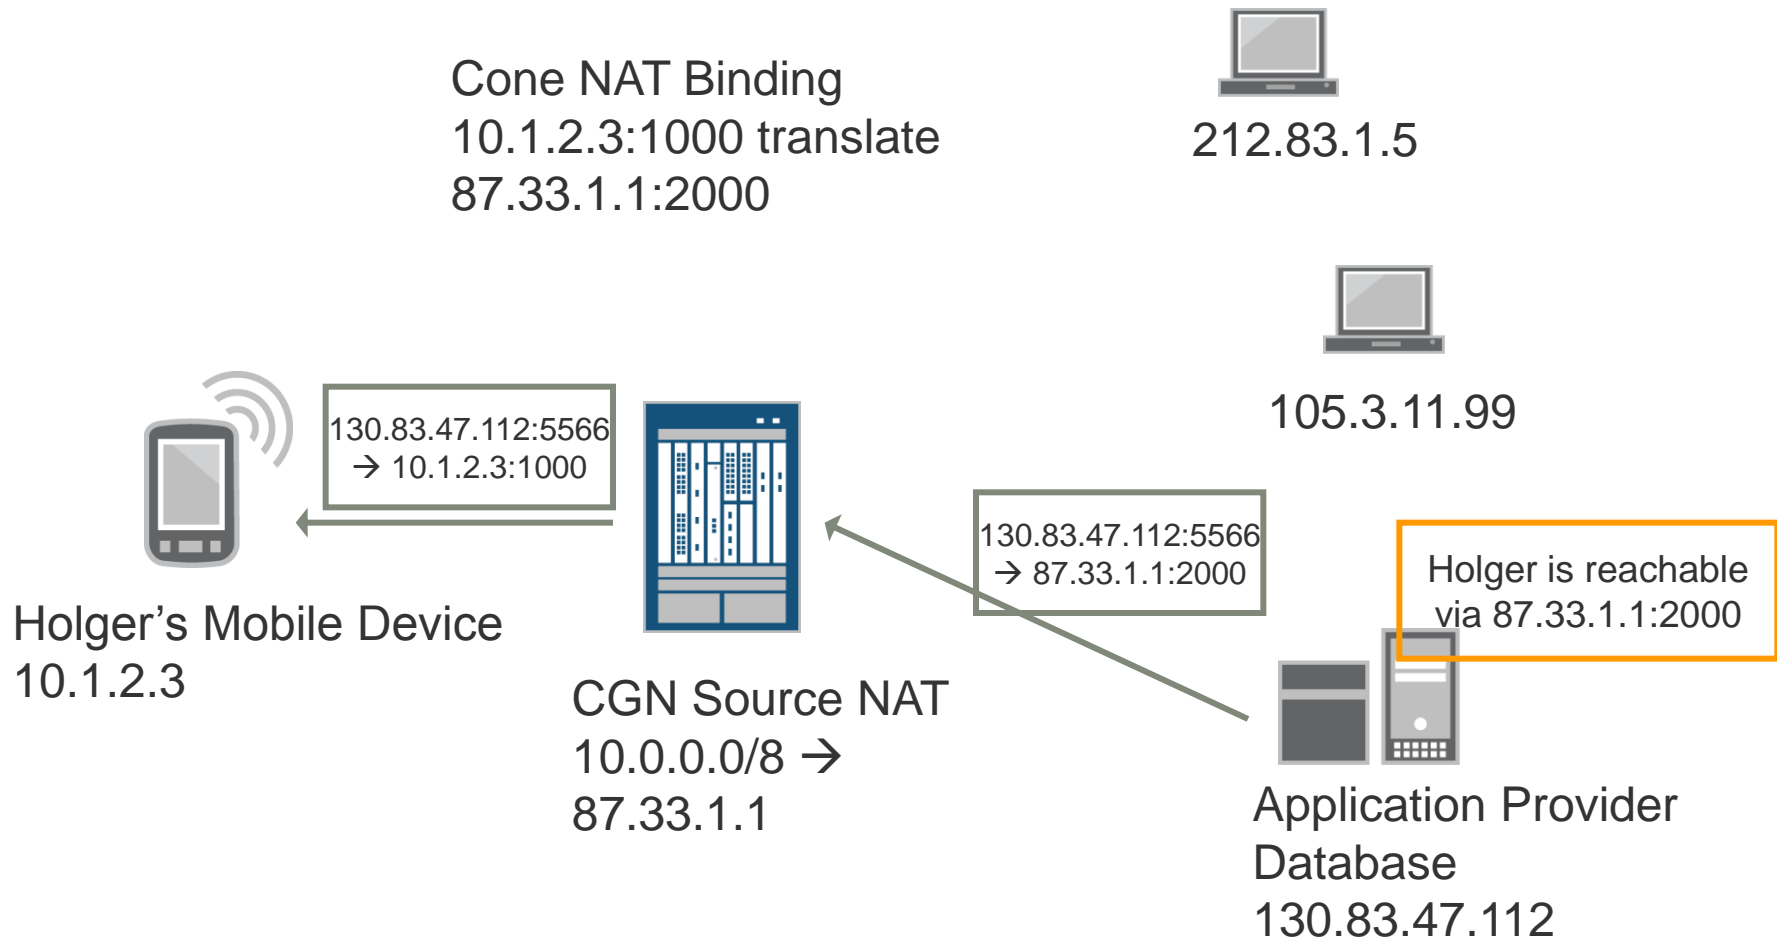 Cone NAT Binding
10.1.2.3:1000 translate
87.33.1.1:2000
212.83.1.5
105.3.11.99
130.83.47.112:5566
→ 10.1.2.3:1000
130.83.47.112:5566
→ 87.33.1.1:2000
Holger is reachable
via 87.33.1.1:2000
Holger’s Mobile Device
10.1.2.3
CGN Source NAT
10.0.0.0/8 →
87.33.1.1
Application Provider
Database
130.83.47.112